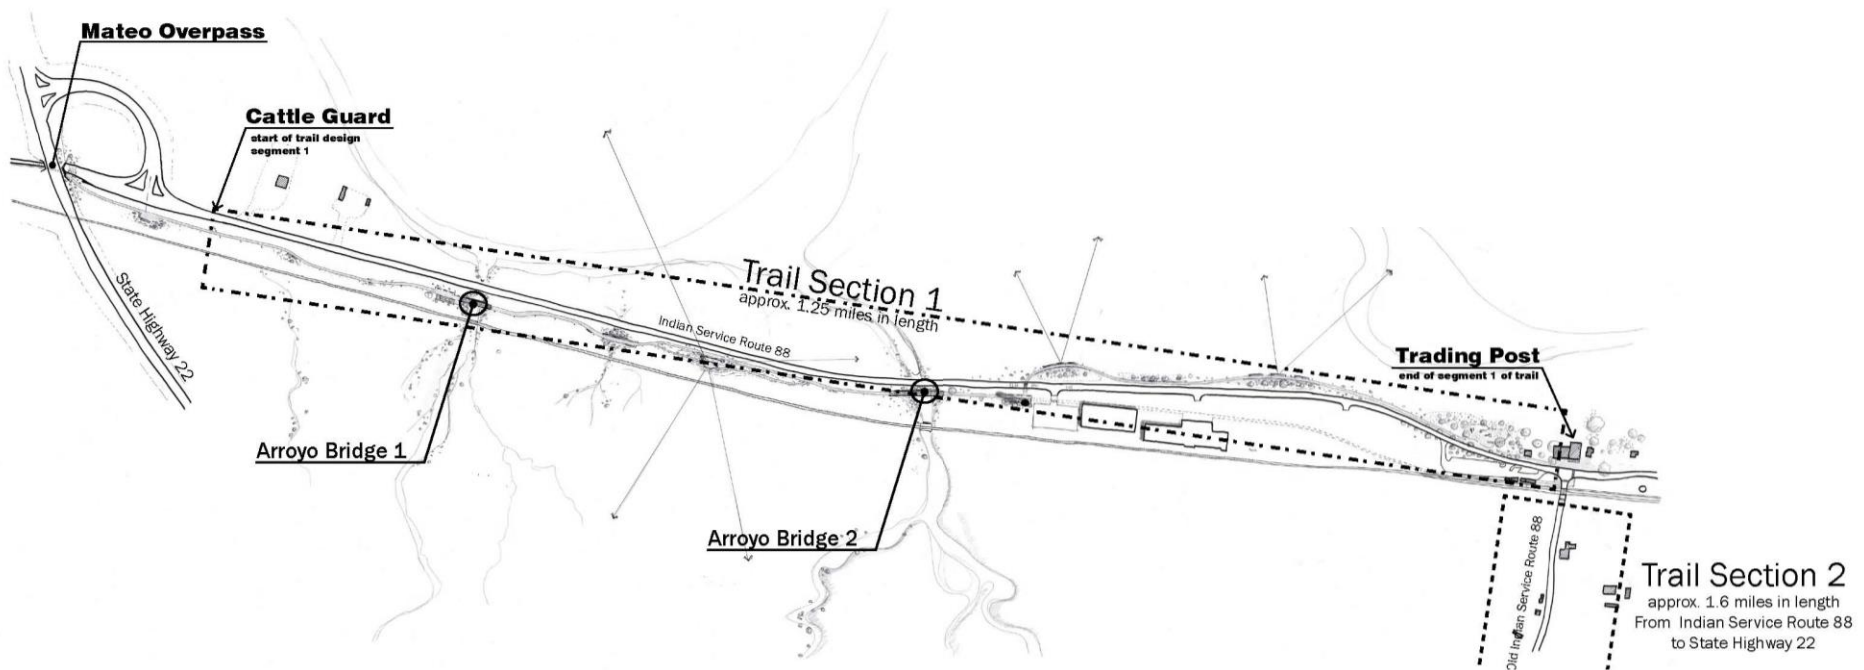 Mateo Overpass
Cattle Guard
start of trail design
segment 1
State Highway 22
Trail Section 1
approx. 1.25 miles in length
Indian Service Route 88
Arroyo Bridge 1
Arroyo Bridge 2
Trading Post
end of segment 1 of trail
Old Indian Service Route 88
Trail Section 2
approx. 1.6 miles in length
From Indian Service Route 88
to State Highway 22